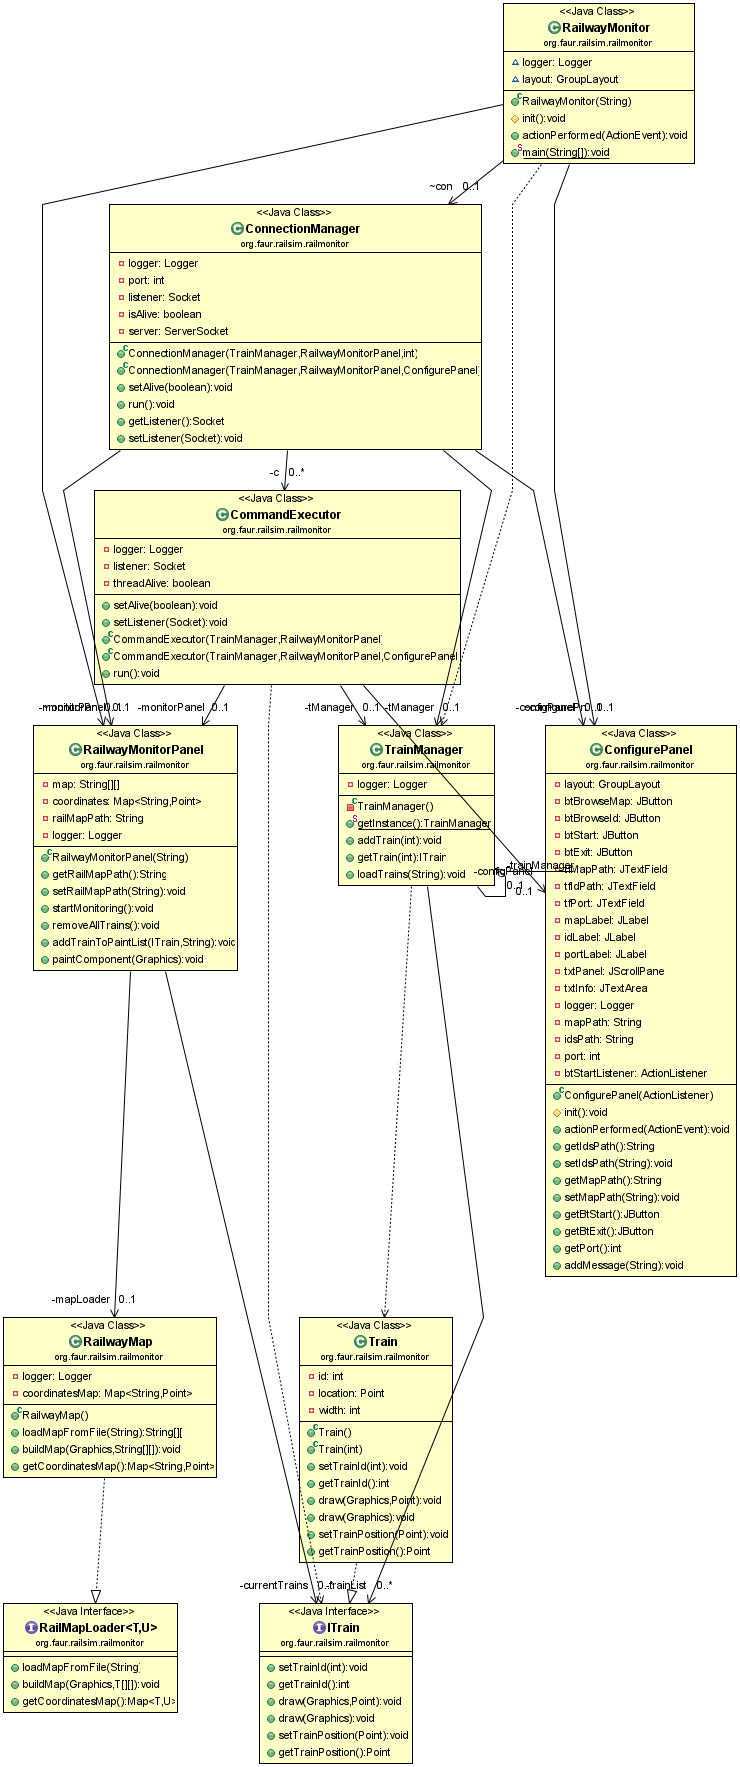 <<Java Class>>
RailwayMonitor
org.faur.railsim.railmonitor
logger: Logger
layout: GroupLayout
RailwayMonitor(String)
init():void
actionPerformed(ActionEvent):void
main(String[]):void
~con 0..1
<<Java Class>>
ConnectionManager
org.faur.railsim.railmonitor
logger: Logger
port: int
listener: Socket
isAlive: boolean
server: ServerSocket
ConnectionManager(TrainManager,RailwayMonitorPanel,int)
ConnectionManager(TrainManager,RailwayMonitorPanel,ConfigurePanel)
setAlive(boolean):void
run():void
getListener():Socket
setListener(Socket):void
-c 0..*
<<Java Class>>
CommandExecutor
org.faur.railsim.railmonitor
logger: Logger
listener: Socket
threadAlive: boolean
setAlive(boolean):void
setListener(Socket):void
CommandExecutor(TrainManager,RailwayMonitorPanel)
CommandExecutor(TrainManager,RailwayMonitorPanel,ConfigurePanel)
run():void
-monitorPanel 0..1
-tManager 0..1
-tManager 0..1
<<Java Class>>
RailwayMonitorPanel
org.faur.railsim.railmonitor
map: String[][]
coordinates: Map<String,Point>
railMapPath: String
logger: Logger
RailwayMonitorPanel(String)
getRailMapPath():String
setRailMapPath(String):void
startMonitoring():void
removeAllTrains():void
addTrainToPaintList(ITrain,String):void
paintComponent(Graphics):void
<<Java Class>>
TrainManager
org.faur.railsim.railmonitor
logger: Logger
TrainManager()
getInstance():TrainManager
addTrain(int):void
getTrain(int):ITrain
loadTrains(String):void
-trainManager
0..1
-configPanel
0..1
<<Java Class>>
ConfigurePanel
org.faur.railsim.railmonitor
layout: GroupLayout
btBrowseMap: JButton
btBrowseId: JButton
btStart: JButton
btExit: JButton
tfMapPath: JTextField
tfIdPath: JTextField
tfPort: JTextField
mapLabel: JLabel
idLabel: JLabel
portLabel: JLabel
txtPanel: JScrollPane
txtInfo: JTextArea
logger: Logger
mapPath: String
idsPath: String
port: int
btStartListener: ActionListener
ConfigurePanel(ActionListener)
init():void
actionPerformed(ActionEvent):void
getIdsPath():String
setIdsPath(String):void
getMapPath():String
setMapPath(String):void
getBtStart():JButton
getBtExit():JButton
getPort():int
addMessage(String):void
-mapLoader 0..1
<<Java Class>>
RailwayMap
org.faur.railsim.railmonitor
logger: Logger
coordinatesMap: Map<String,Point>
RailwayMap()
loadMapFromFile(String):String[][
buildMap(Graphics,String[][]):void
getCoordinatesMap():Map<String,Point>
<<Java Class>>
Train
org.faur.railsim.railmonitor
id: int
location: Point
width: int
Train()
Train(int)
setTrainId(int):void
getTrainId():int
draw(Graphics,Point):void
draw(Graphics):void
setTrainPosition(Point):void
getTrainPosition():Point
-currentTrains
-trainList 0..*
<<Java Interface>>
RailMapLoader<T,U>
org.faur.railsim.railmonitor
loadMapFromFile(String)
buildMap(Graphics,T[][]):void
getCoordinatesMap():Map<T,U>
<<Java Interface>>
ITrain
org.faur.railsim.railmonitor
setTrainId(int):void
getTrainId():int
draw(Graphics,Point):void
draw(Graphics):void
setTrainPosition(Point):void
getTrainPosition():Point